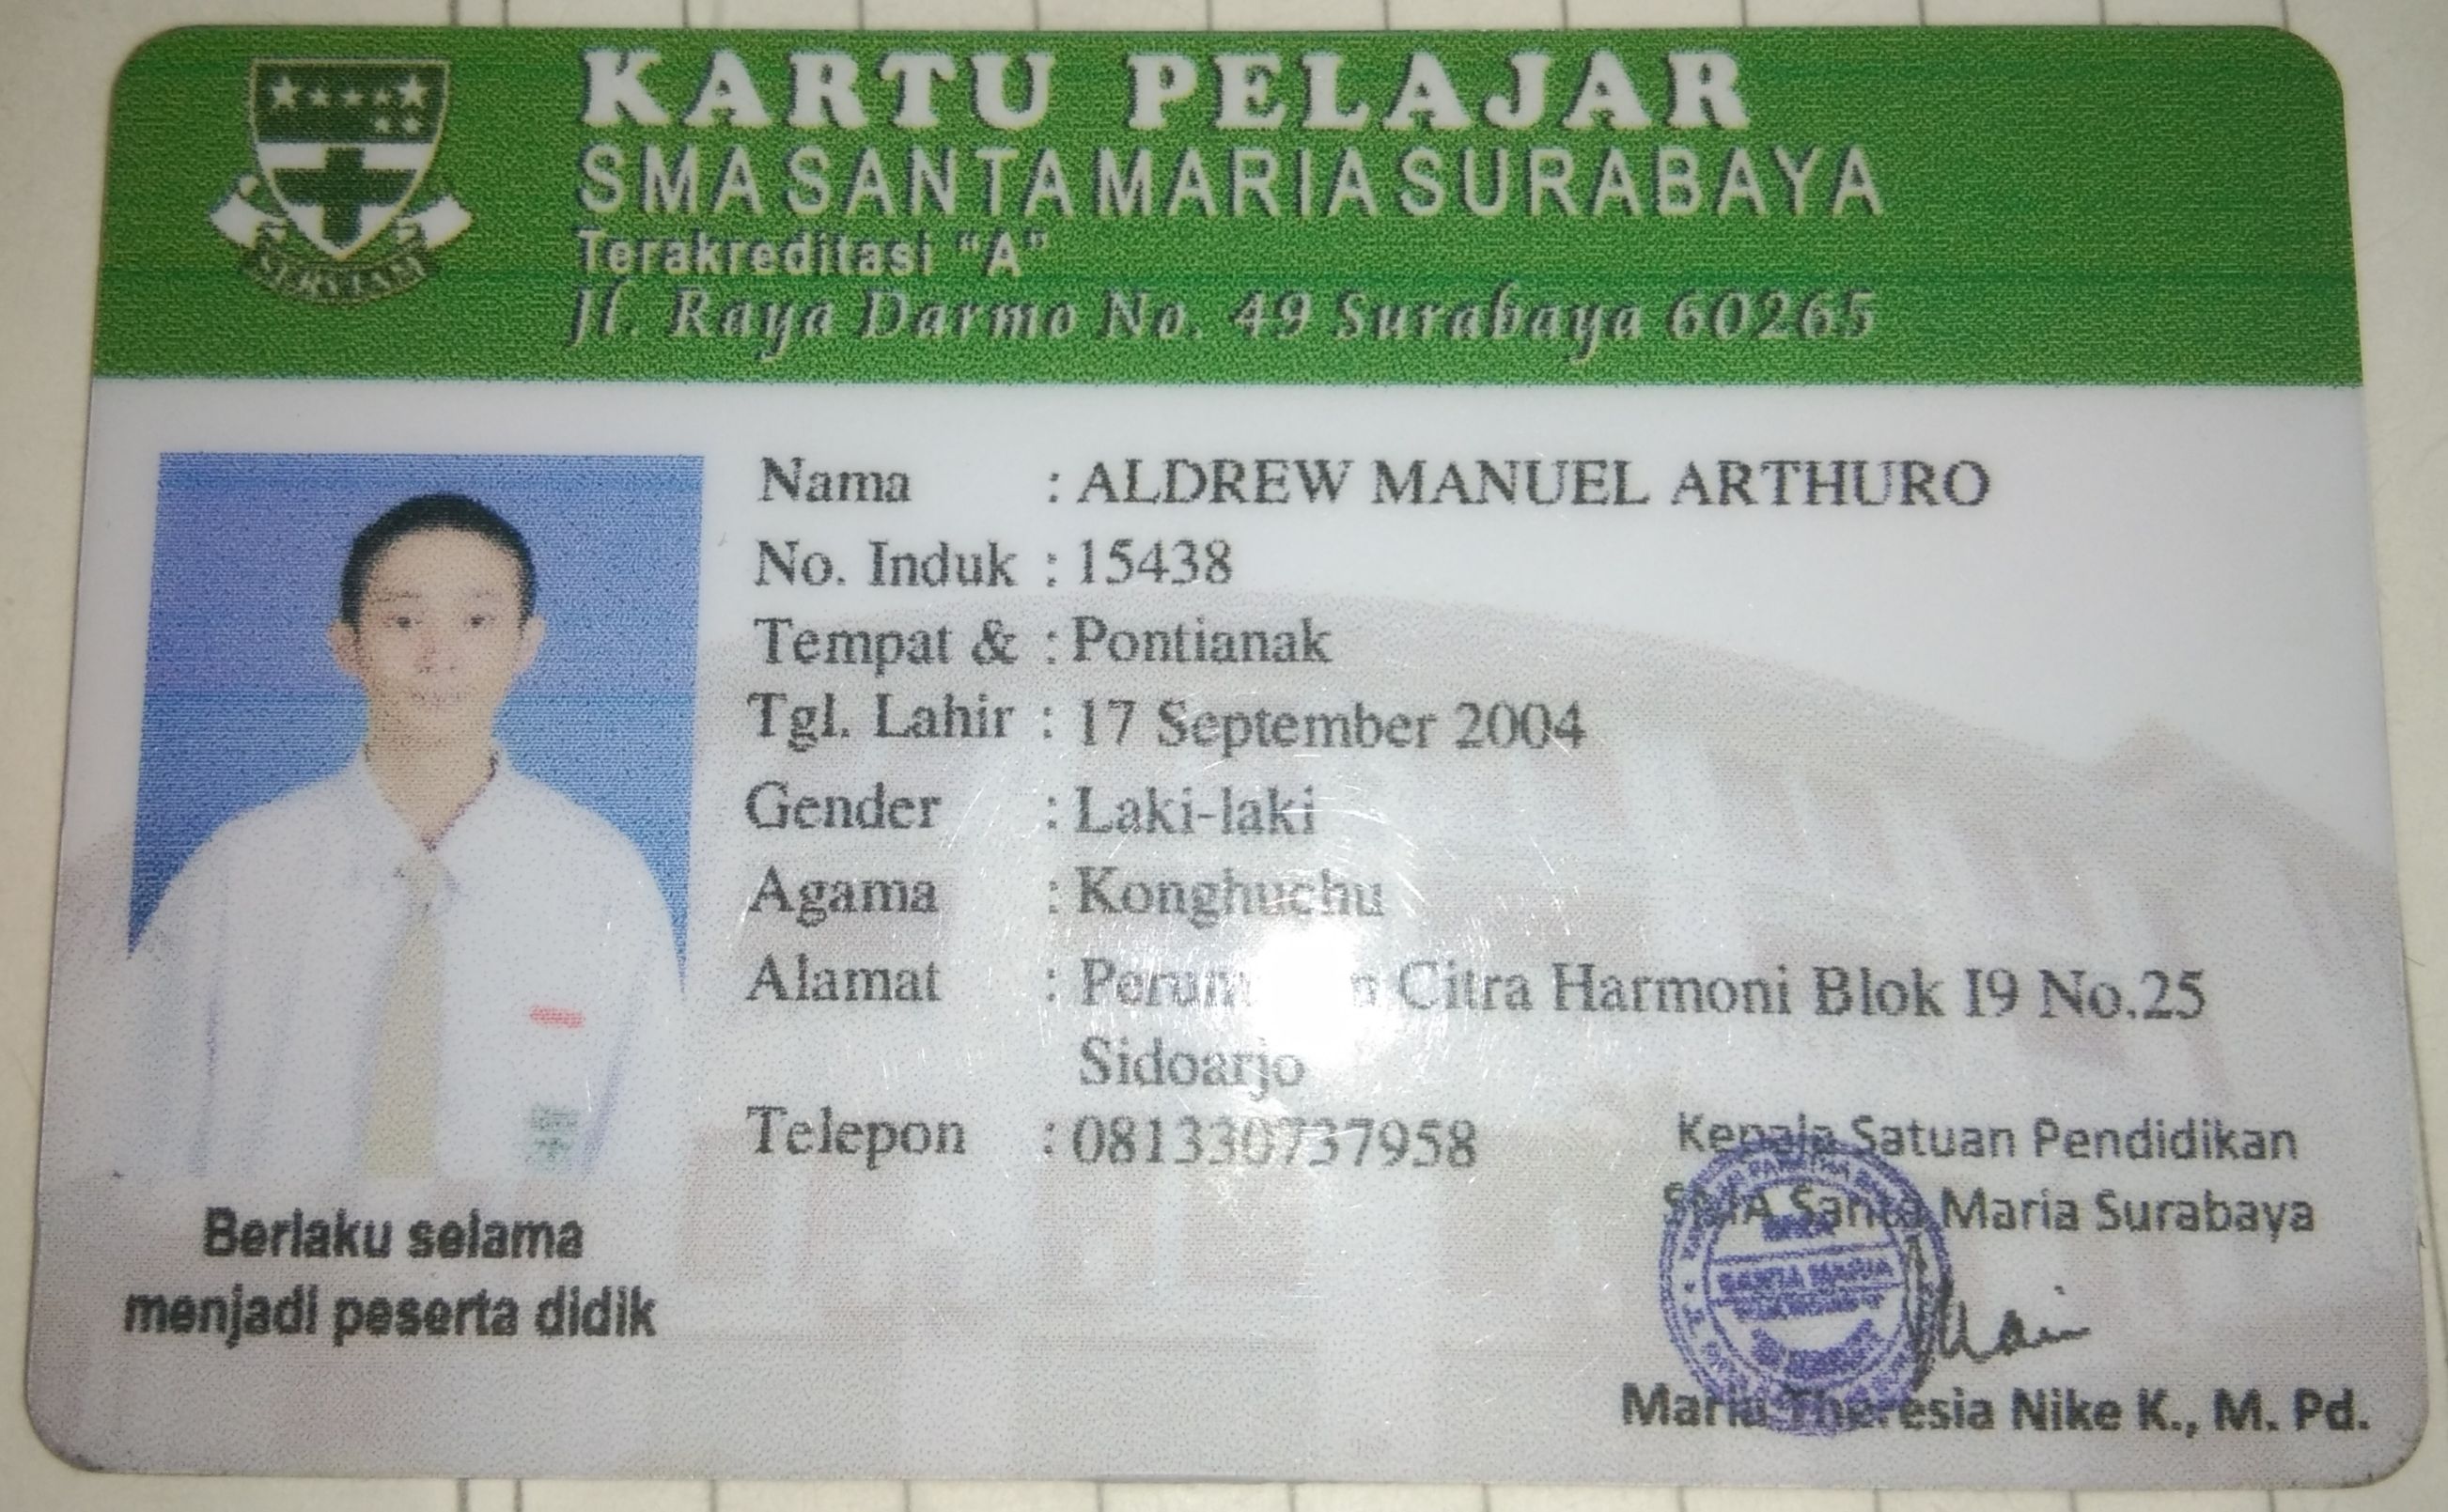 KARTU PELAJAR
SMA SANTA MARIA SURABAYA
Terakreditasi "A"
Jl. Raya Darmo No. 49 Surabaya 60265
SERVIAM
Nama : ALDREW MANUEL ARTHURO
No. Induk : 15438
Tempat & : Pontianak
Tgl. Lahir : 17 September 2004
Gender : Laki-laki
Agama : Konghuchu
Alamat : Citra Harmoni Blok I9 No.25
Sidoarjo
Telepon : 081330737958
Berlaku selama
menjadi peserta didik
Kepala Satuan Pendidikan
SMA Santa Maria Surabaya
SANTA MARIA
Maria Theresia Nike K., M. Pd.